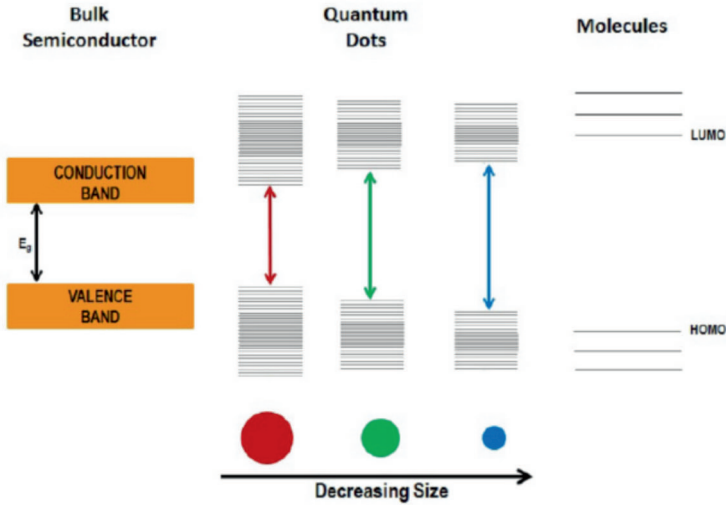 Bulk
Semiconductor
Quantum
Dots
Molecules
LUMO
CONDUCTION
BAND
Eg
VALENCE
BAND
HOMO
Decreasing Size